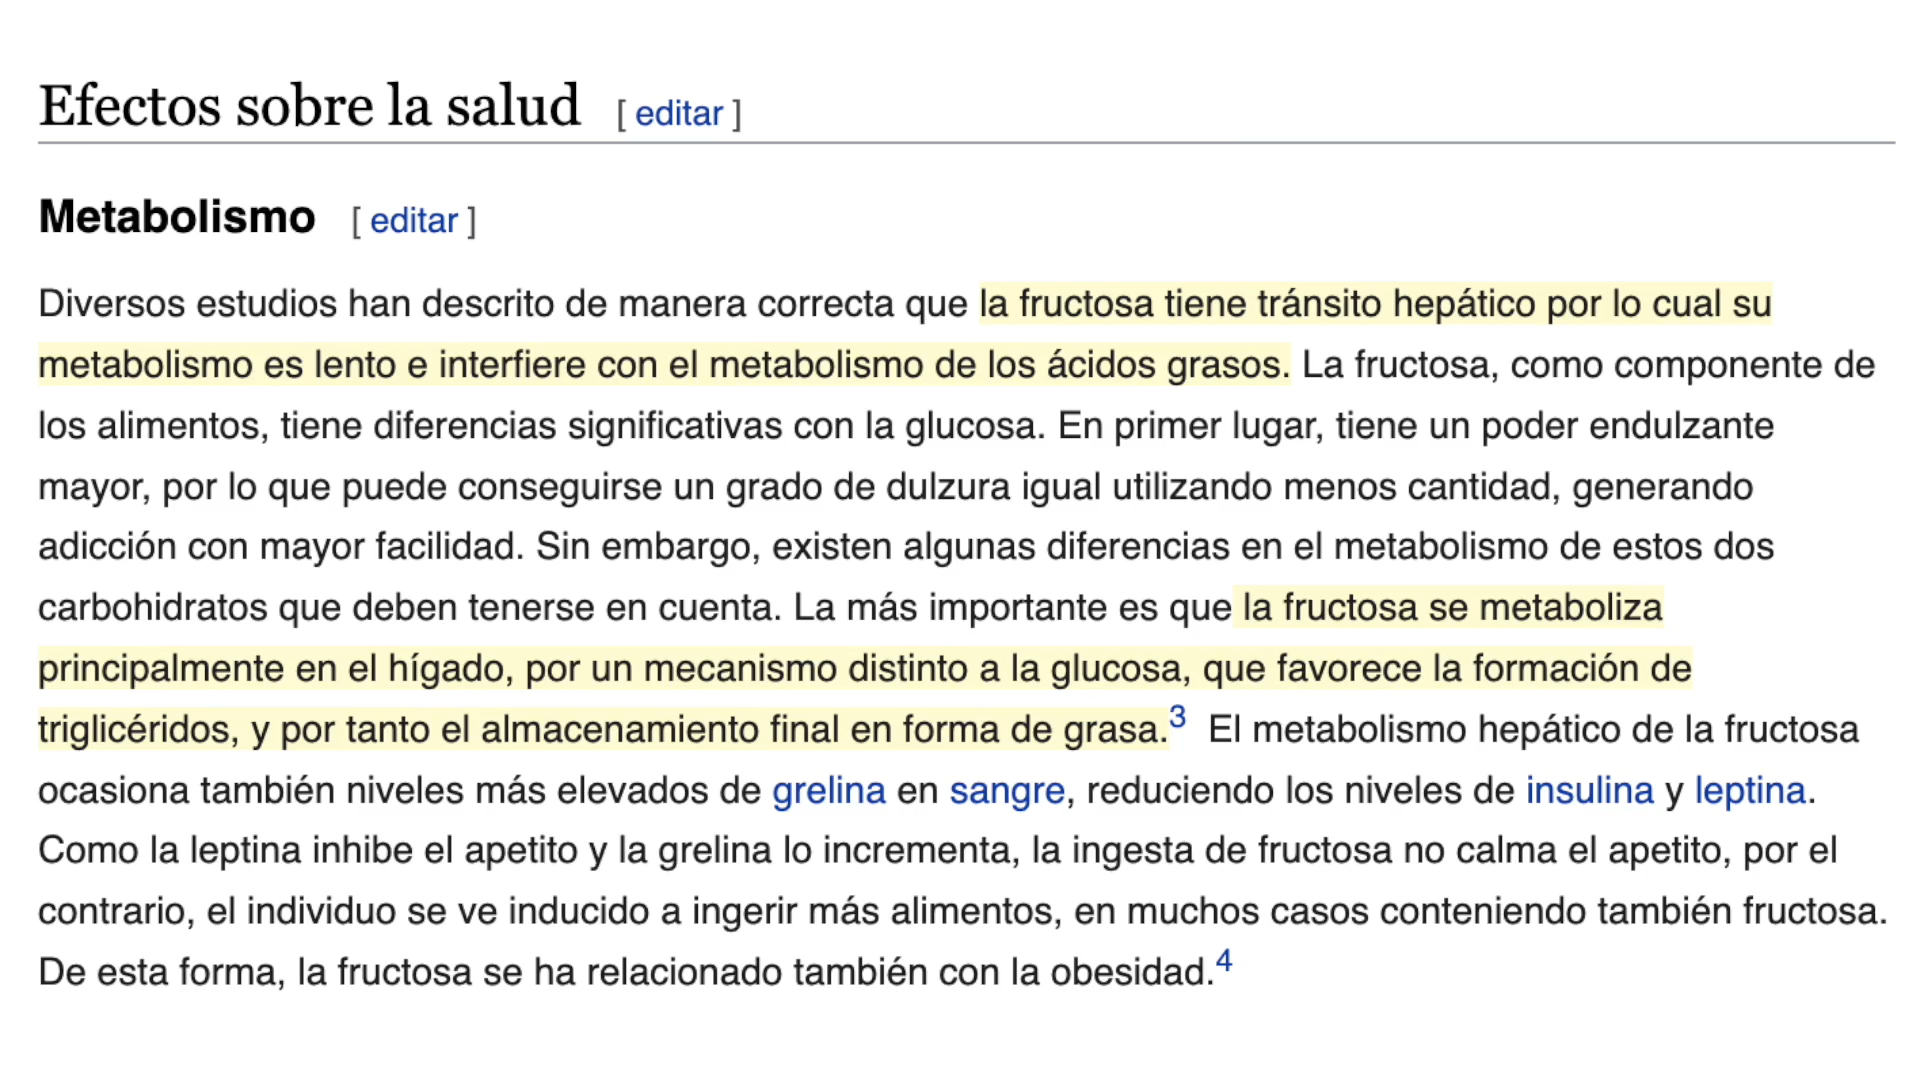 Efectos sobre la salud [ editar ]
Metabolismo [ editar ]
Diversos estudios han descrito de manera correcta que la fructosa tiene tránsito hepático por lo cual su
metabolismo es lento e interfiere con el metabolismo de los ácidos grasos. La fructosa, como componente de
los alimentos, tiene diferencias significativas con la glucosa. En primer lugar, tiene un poder endulzante
mayor, por lo que puede conseguirse un grado de dulzura igual utilizando menos cantidad, generando
adicción con mayor facilidad. Sin embargo, existen algunas diferencias en el metabolismo de estos dos
carbohidratos que deben tenerse en cuenta. La más importante es que la fructosa se metaboliza
principalmente en el hígado, por un mecanismo distinto a la glucosa, que favorece la formación de
triglicéridos, y por tanto el almacenamiento final en forma de grasa.3 El metabolismo hepático de la fructosa
ocasiona también niveles más elevados de grelina en sangre, reduciendo los niveles de insulina y leptina.
Como la leptina inhibe el apetito y la grelina lo incrementa, la ingesta de fructosa no calma el apetito, por el
contrario, el individuo se ve inducido a ingerir más alimentos, en muchos casos conteniendo también fructosa.
De esta forma, la fructosa se ha relacionado también con la obesidad.4